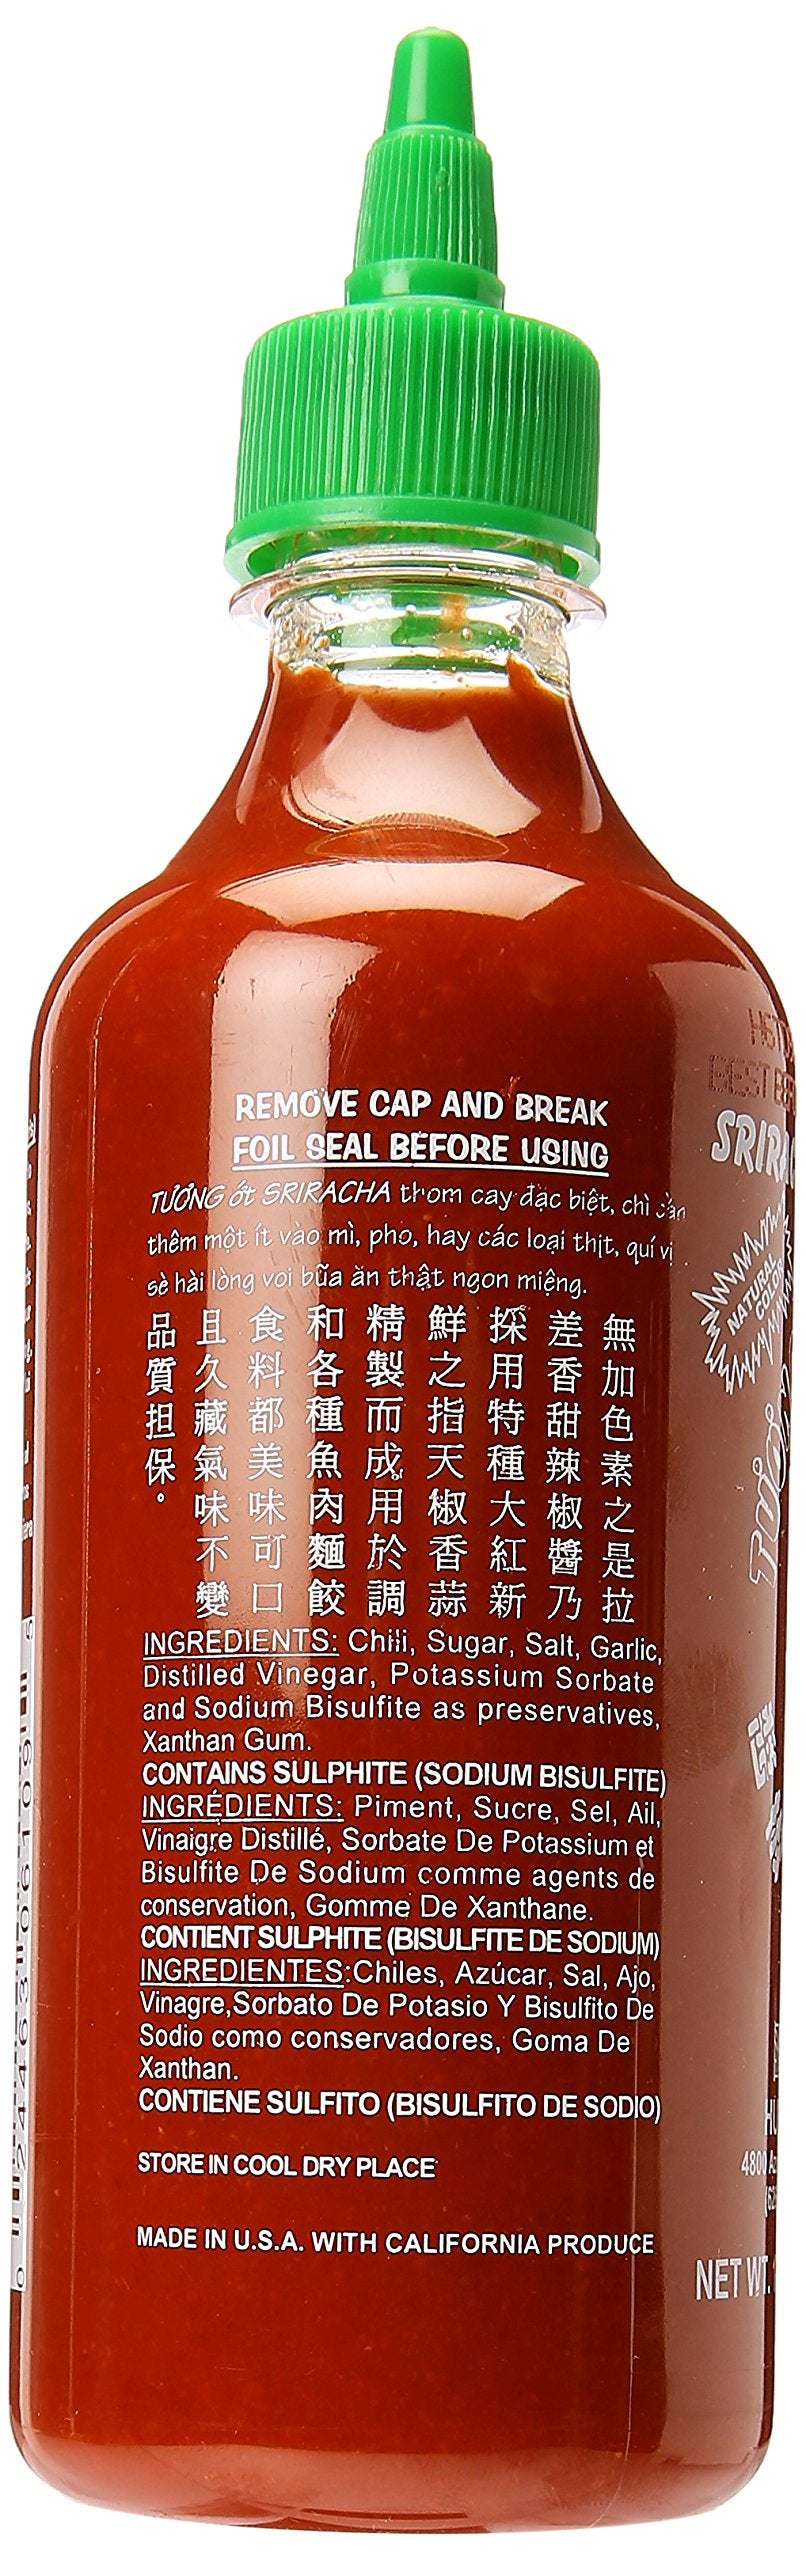 REMOVE CAP AND BREAK
FOIL SEAL BEFORE USING
TƯƠNG ớt SRIRACHA thơm cay đặc biệt, chỉ cần
thêm một ít vào mì, pho, hay các loại thịt, quí vị
sè hài lòng voi bữa ăn thật ngon miệng.
無加色素之是拉
差香甜辣椒醬乃
採用特種大紅新
鮮之指天椒香蒜
精製而成用於調
和各種魚肉麵餃
食料都美味可口
且久藏氣味不變
品質担保。
INGREDIENTS: Chili, Sugar, Salt, Garlic,
Distilled Vinegar, Potassium Sorbate
and Sodium Bisulfite as preservatives,
Xanthan Gum.
CONTAINS SULPHITE (SODIUM BISULFITE)
INGRÉDIENTS: Piment, Sucre, Sel, Ail,
Vinaigre Distillé, Sorbate De Potassium et
Bisulfite De Sodium comme agents de
conservation, Gomme De Xanthane.
CONTIENT SULPHITE (BISULFITE DE SODIUM)
INGREDIENTES:Chiles, Azúcar, Sal, Ajo,
Vinagre,Sorbato De Potasio Y Bisulfito De
Sodio como conservadores, Goma De
Xanthan.
CONTIENE SULFITO (BISULFITO DE SODIO)
STORE IN COOL DRY PLACE
MADE IN U.S.A. WITH CALIFORNIA PRODUCE
BEST
NATURAL
COLOR
4800
NET WT.